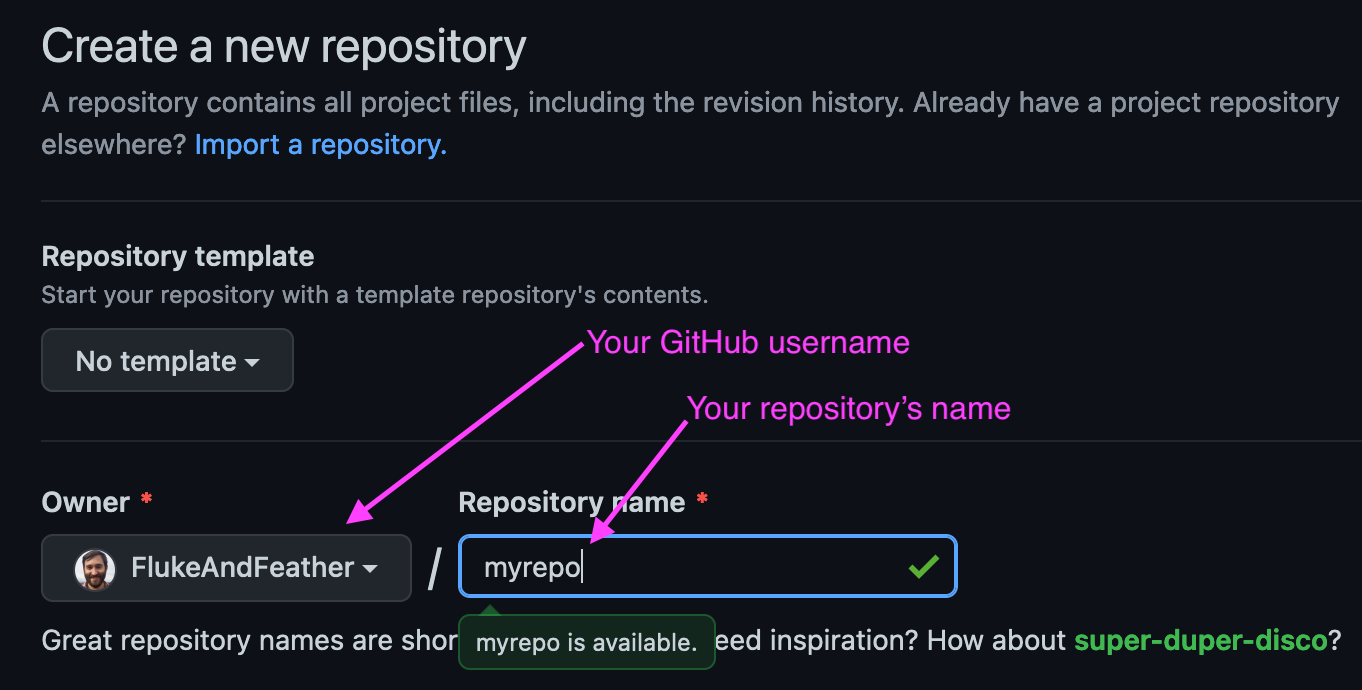 Create a new repository
A repository contains all project files, including the revision history. Already have a project repository
elsewhere? Import a repository.
Repository template
Start your repository with a template repository's contents.
No template
Your GitHub username
Your repository’s name
Owner *
Repository name *
FlukeAndFeather / myrepo
Great repository names are shor
myrepo is available.
eed inspiration? How about super-duper-disco?